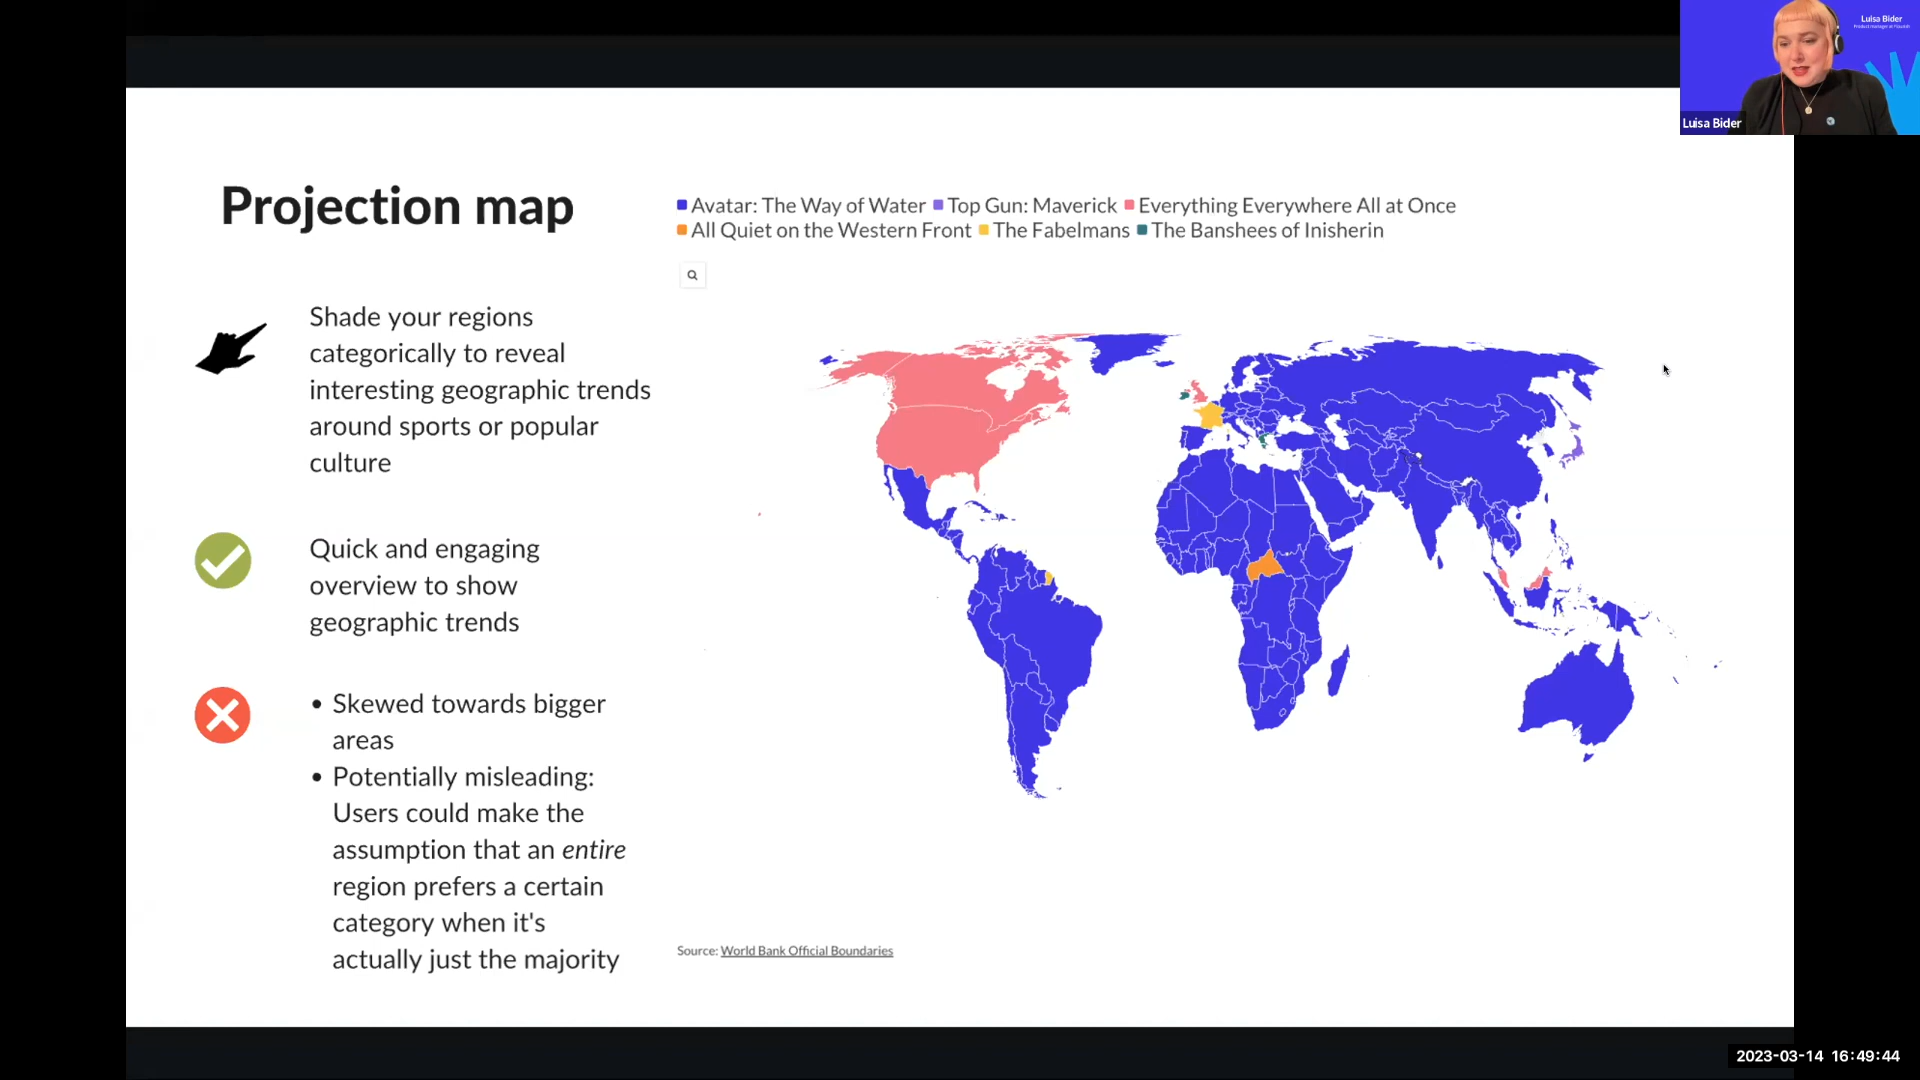 Luisa Bider
Product manager at Flourish
Luisa Bider
Projection map
Avatar: The Way of Water Top Gun: Maverick Everything Everywhere All at Once
All Quiet on the Western Front The Fabelmans The Banshees of Inisherin
Shade your regions
categorically to reveal
interesting geographic trends
around sports or popular
culture
Quick and engaging
overview to show
geographic trends
• Skewed towards bigger
areas
• Potentially misleading:
Users could make the
assumption that an entire
region prefers a certain
category when it's
actually just the majority
Source: World Bank Official Boundaries
2023-03-14 16:49:44